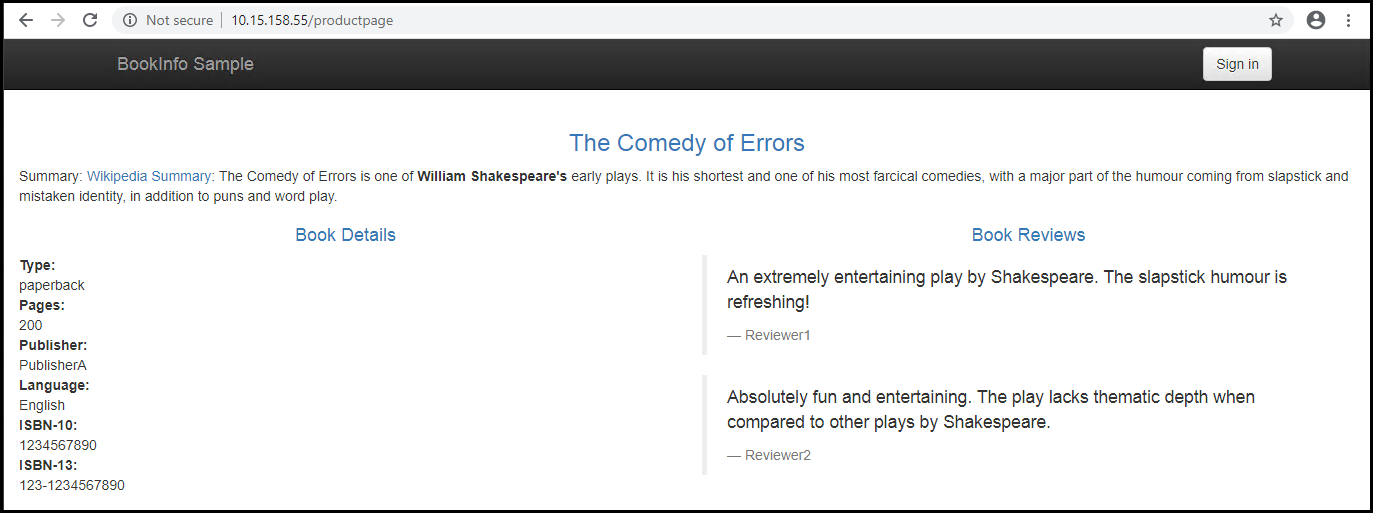 Not secure | 10.15.158.55/productpage
BookInfo Sample
Sign in
The Comedy of Errors
Summary: Wikipedia Summary: The Comedy of Errors is one of William Shakespeare's early plays. It is his shortest and one of his most farcical comedies, with a major part of the humour coming from slapstick and
mistaken identity, in addition to puns and word play.
Book Details
Type:
paperback
Pages:
200
Publisher:
PublisherA
Language:
English
ISBN-10:
1234567890
ISBN-13:
123-1234567890
Book Reviews
An extremely entertaining play by Shakespeare. The slapstick humour is
refreshing!
— Reviewer1
Absolutely fun and entertaining. The play lacks thematic depth when
compared to other plays by Shakespeare.
— Reviewer2